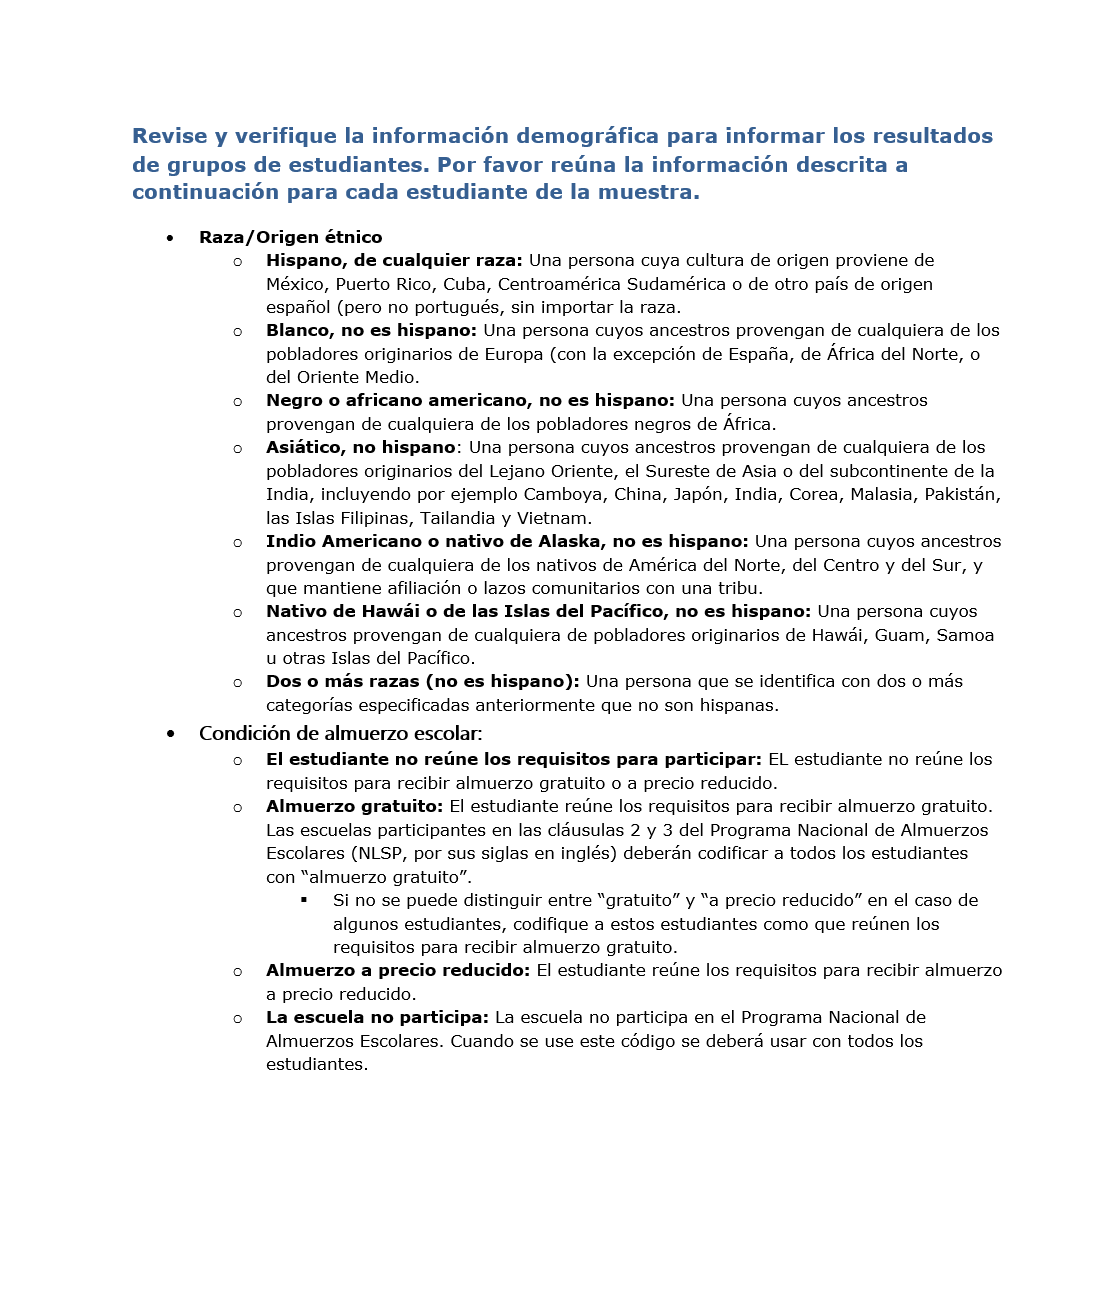 Revise y verifique la información demográfica para informar los resultados
de grupos de estudiantes. Por favor reúna la información descrita a
continuación para cada estudiante de la muestra.
• Raza/Origen étnico
o Hispano, de cualquier raza: Una persona cuya cultura de origen proviene de
México, Puerto Rico, Cuba, Centroamérica Sudamérica o de otro país de origen
español (pero no portugués, sin importar la raza.
o Blanco, no es hispano: Una persona cuyos ancestros provengan de cualquiera de los
pobladores originarios de Europa (con la excepción de España, de África del Norte, o
del Oriente Medio.
o Negro o africano americano, no es hispano: Una persona cuyos ancestros
provengan de cualquiera de los pobladores negros de África.
o Asiático, no hispano: Una persona cuyos ancestros provengan de cualquiera de los
pobladores originarios del Lejano Oriente, el Sureste de Asia o del subcontinente de la
India, incluyendo por ejemplo Camboya, China, Japón, India, Corea, Malasia, Pakistán,
las Islas Filipinas, Tailandia y Vietnam.
o Indio Americano o nativo de Alaska, no es hispano: Una persona cuyos ancestros
provengan de cualquiera de los nativos de América del Norte, del Centro y del Sur, y
que mantiene afiliación o lazos comunitarios con una tribu.
o Nativo de Hawái o de las Islas del Pacífico, no es hispano: Una persona cuyos
ancestros provengan de cualquiera de pobladores originarios de Hawái, Guam, Samoa
u otras Islas del Pacífico.
o Dos o más razas (no es hispano): Una persona que se identifica con dos o más
categorías especificadas anteriormente que no son hispanas.
• Condición de almuerzo escolar:
o El estudiante no reúne los requisitos para participar: EL estudiante no reúne los
requisitos para recibir almuerzo gratuito o a precio reducido.
o Almuerzo gratuito: El estudiante reúne los requisitos para recibir almuerzo gratuito.
Las escuelas participantes en las cláusulas 2 y 3 del Programa Nacional de Almuerzos
Escolares (NLSP, por sus siglas en inglés) deberán codificar a todos los estudiantes
con “almuerzo gratuito”.
▪ Si no se puede distinguir entre “gratuito” y “a precio reducido” en el caso de
algunos estudiantes, codifique a estos estudiantes como que reúnen los
requisitos para recibir almuerzo gratuito.
o Almuerzo a precio reducido: El estudiante reúne los requisitos para recibir almuerzo
a precio reducido.
o La escuela no participa: La escuela no participa en el Programa Nacional de
Almuerzos Escolares. Cuando se use este código se deberá usar con todos los
estudiantes.